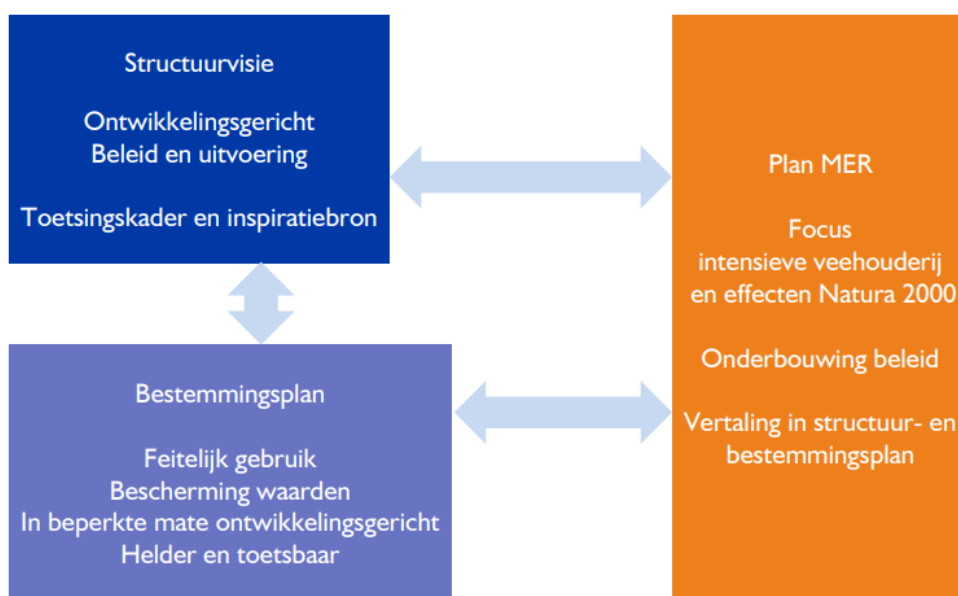 Structuurvisie
Ontwikkelingsgericht
Beleid en uitvoering
Toetsingskader en inspiratiebron
Bestemmingsplan
Feitelijk gebruik
Bescherming waarden
In beperkte mate ontwikkelingsgericht
Helder en toetsbaar
Plan MER
Focus
intensieve veehouderij
en effecten Natura 2000
Onderbouwing beleid
Vertaling in structuur- en
bestemmingsplan